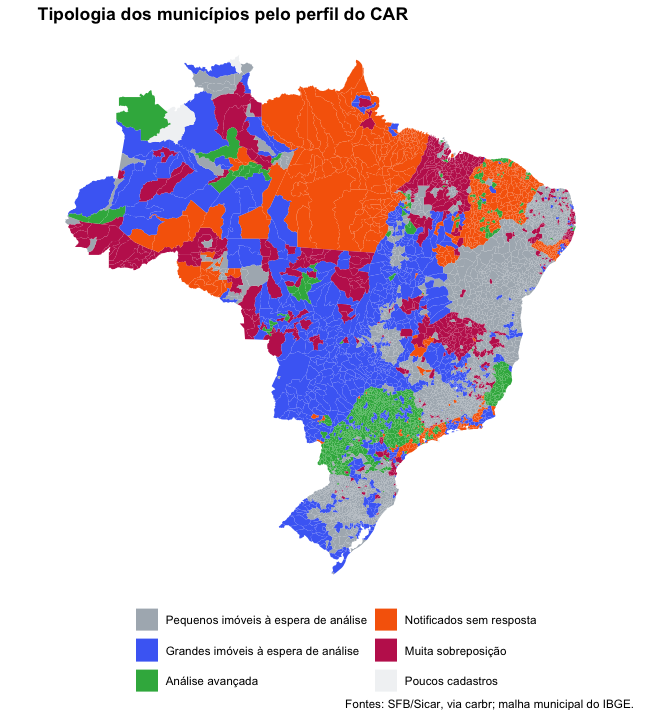 Tipologia dos municípios pelo perfil do CAR
Pequenos imóveis à espera de análise
Notificados sem resposta
Grandes imóveis à espera de análise
Muita sobreposição
Análise avançada
Poucos cadastros
Fontes: SFB/Sicar, via carbr; malha municipal do IBGE.